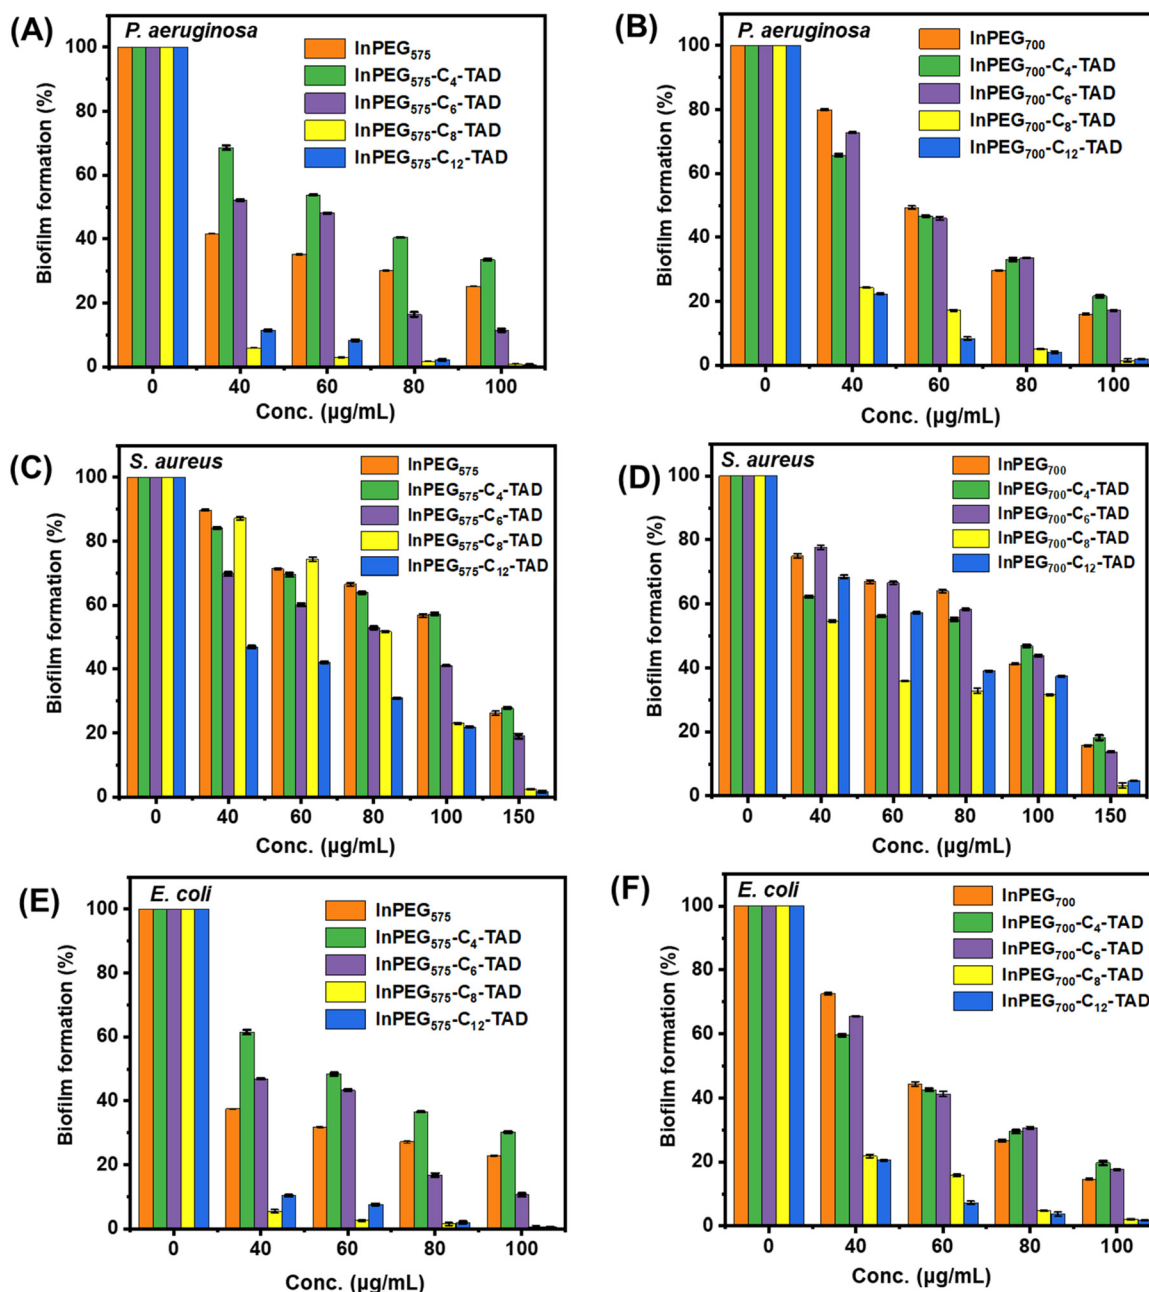 (A)
P. aeruginosa
InPEG₅₇₅
InPEG₅₇₅-C₄-TAD
InPEG₅₇₅-C₆-TAD
InPEG₅₇₅-C₈-TAD
InPEG₅₇₅-C₁₂-TAD
Biofilm formation (%)
100
80
60
40
20
0
0 40 60 80 100
Conc. (µg/mL)
(B)
P. aeruginosa
InPEG₇₀₀
InPEG₇₀₀-C₄-TAD
InPEG₇₀₀-C₆-TAD
InPEG₇₀₀-C₈-TAD
InPEG₇₀₀-C₁₂-TAD
Biofilm formation (%)
100
80
60
40
20
0
0 40 60 80 100
Conc. (µg/mL)
(C)
S. aureus
InPEG₅₇₅
InPEG₅₇₅-C₄-TAD
InPEG₅₇₅-C₆-TAD
InPEG₅₇₅-C₈-TAD
InPEG₅₇₅-C₁₂-TAD
Biofilm formation (%)
100
80
60
40
20
0
0 40 60 80 100 150
Conc. (µg/mL)
(D)
S. aureus
InPEG₇₀₀
InPEG₇₀₀-C₄-TAD
InPEG₇₀₀-C₆-TAD
InPEG₇₀₀-C₈-TAD
InPEG₇₀₀-C₁₂-TAD
Biofilm formation (%)
100
80
60
40
20
0
0 40 60 80 100 150
Conc. (µg/mL)
(E)
E. coli
InPEG₅₇₅
InPEG₅₇₅-C₄-TAD
InPEG₅₇₅-C₆-TAD
InPEG₅₇₅-C₈-TAD
InPEG₅₇₅-C₁₂-TAD
Biofilm formation (%)
100
80
60
40
20
0
0 40 60 80 100
Conc. (µg/mL)
(F)
E. coli
InPEG₇₀₀
InPEG₇₀₀-C₄-TAD
InPEG₇₀₀-C₆-TAD
InPEG₇₀₀-C₈-TAD
InPEG₇₀₀-C₁₂-TAD
Biofilm formation (%)
100
80
60
40
20
0
0 40 60 80 100
Conc. (µg/mL)